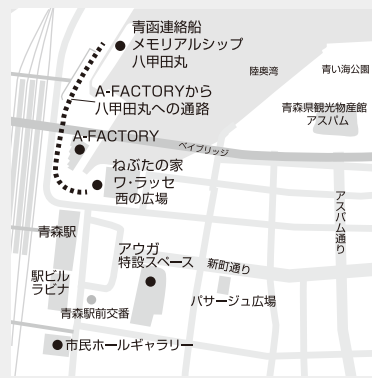 青函連絡船
メモリアルシップ
八甲田丸
陸奥湾
青い海公園
A-FACTORYから
八甲田丸への通路
青森県観光物産館
アスパム
A-FACTORY
ベイブリッジ
ねぶたの家
ワ・ラッセ
西の広場
アスパム通り
青森駅
アウガ
特設スペース
新町通り
駅ビル
ラビナ
パサージュ広場
青森駅前交番
市民ホールギャラリー